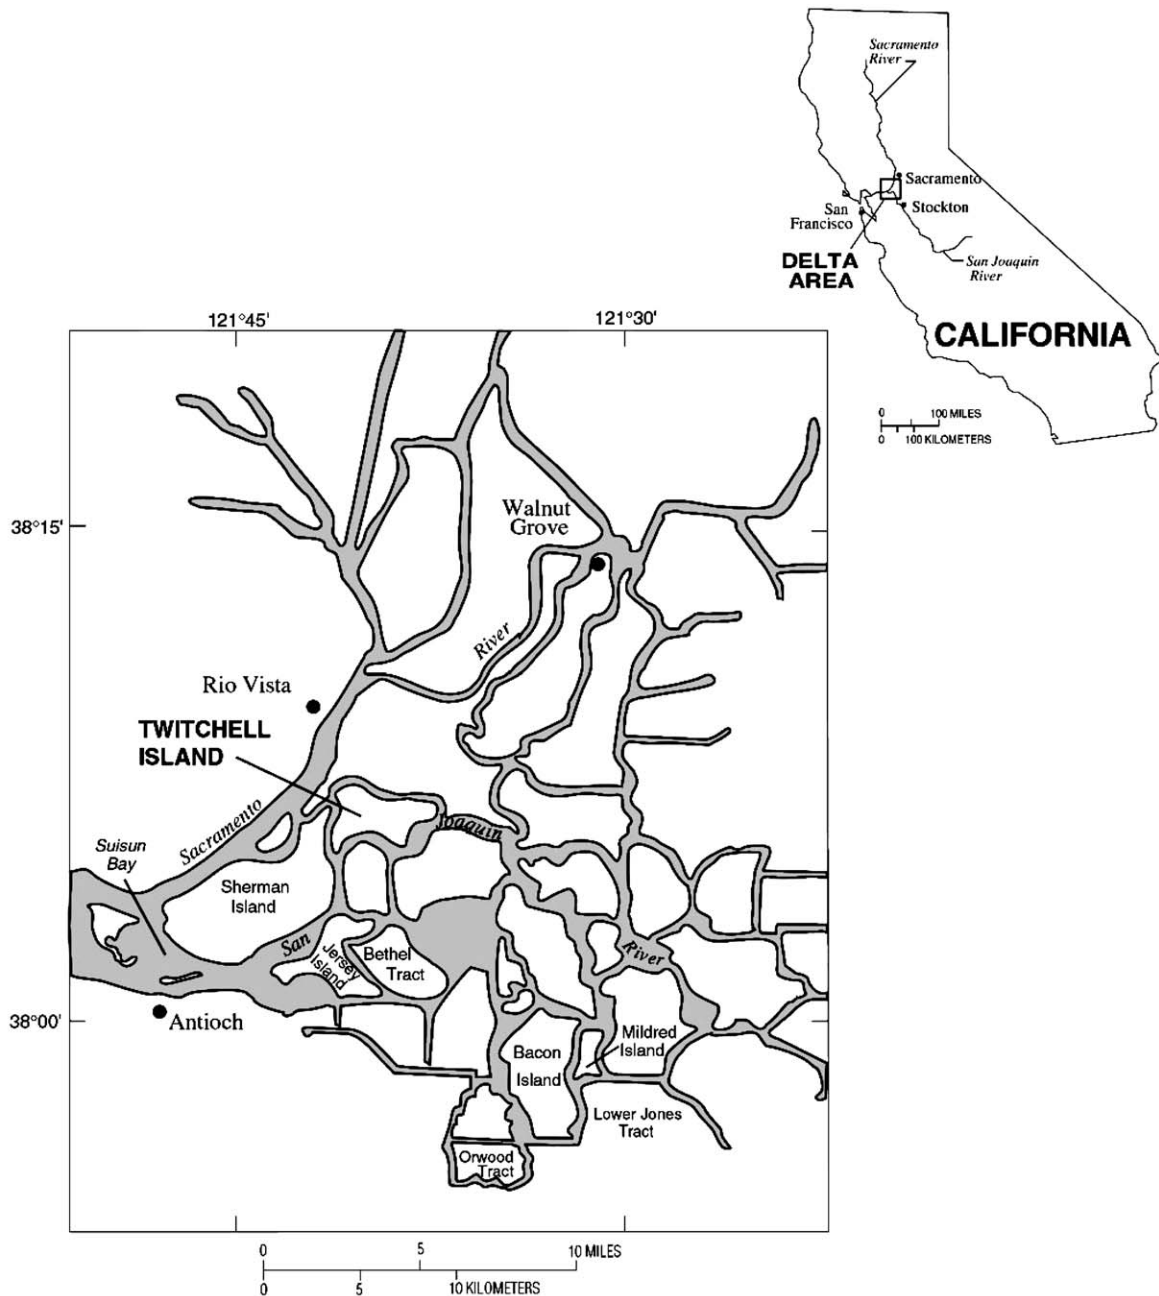 Sacramento
River
Sacramento
San
Francisco
Stockton
DELTA
AREA
San Joaquin
River
CALIFORNIA
0 100 MILES
0 100 KILOMETERS
121°45'
121°30'
38°15'
Walnut
Grove
River
Rio Vista
TWITCHELL
ISLAND
Sacramento
Joaquin
Suisun
Bay
Sherman
Island
San
Jersey
Island
Bethel
Tract
River
38°00'
Antioch
Mildred
Island
Bacon
Island
Lower Jones
Tract
Orwood
Tract
0 5 10 MILES
0 5 10 KILOMETERS